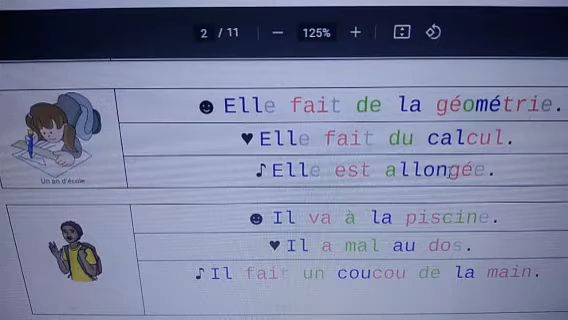 2 / 11 — 125% +
☻ Elle fait de la géométrie.
♥ Elle fait du calcul.
♪ Elle est allongée.
Un an d'école
☻ Il va à la piscine.
♥ Il a mal au dos.
♪ Il fait un coucou de la main.